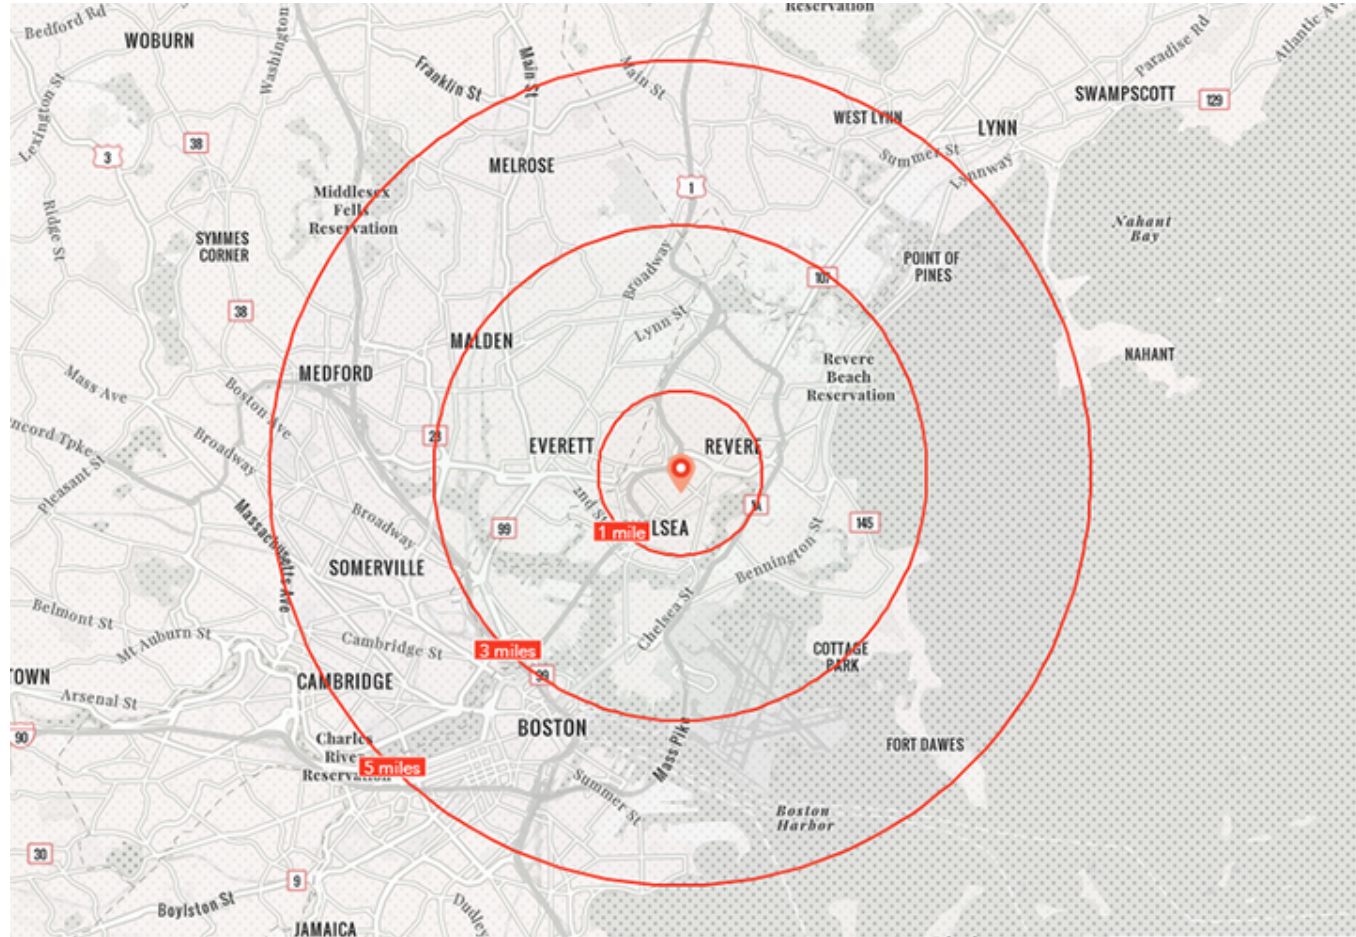 Reservation
Bedford Rd
WOBURN
Washington
Main St
Franklin St
Main St
Paradise Rd
Atlantic Av
SWAMPSCOTT
129
Lexington St
3
38
WEST LYNN
LYNN
Summer St
Lynnway
MELROSE
1
Middlesex
Fells
Reservation
Ridge St
SYMMES
CORNER
Nahant
Bay
Broadway
107
POINT OF
PINES
38
Lynn St
MALDEN
NAHANT
MEDFORD
Revere
Beach
Reservation
Mass Ave
Boston Ave
ncord Tpke
Broadway
28
EVERETT
REVERE
Pleasant St
2nd St
1A
Massachusetts Ave
Broadway
99
1 mile
LSEA
145
Bennington St
SOMERVILLE
Belmont St
Mt Auburn St
Chelsea St
Cambridge St
3 miles
COTTAGE
PARK
TOWN
99
CAMBRIDGE
Arsenal St
BOSTON
90
Charles
River
Reservation
5 miles
Mass Pike
FORT DAWES
Summer St
Boston
Harbor
30
9
Boylston St
Dudley
JAMAICA